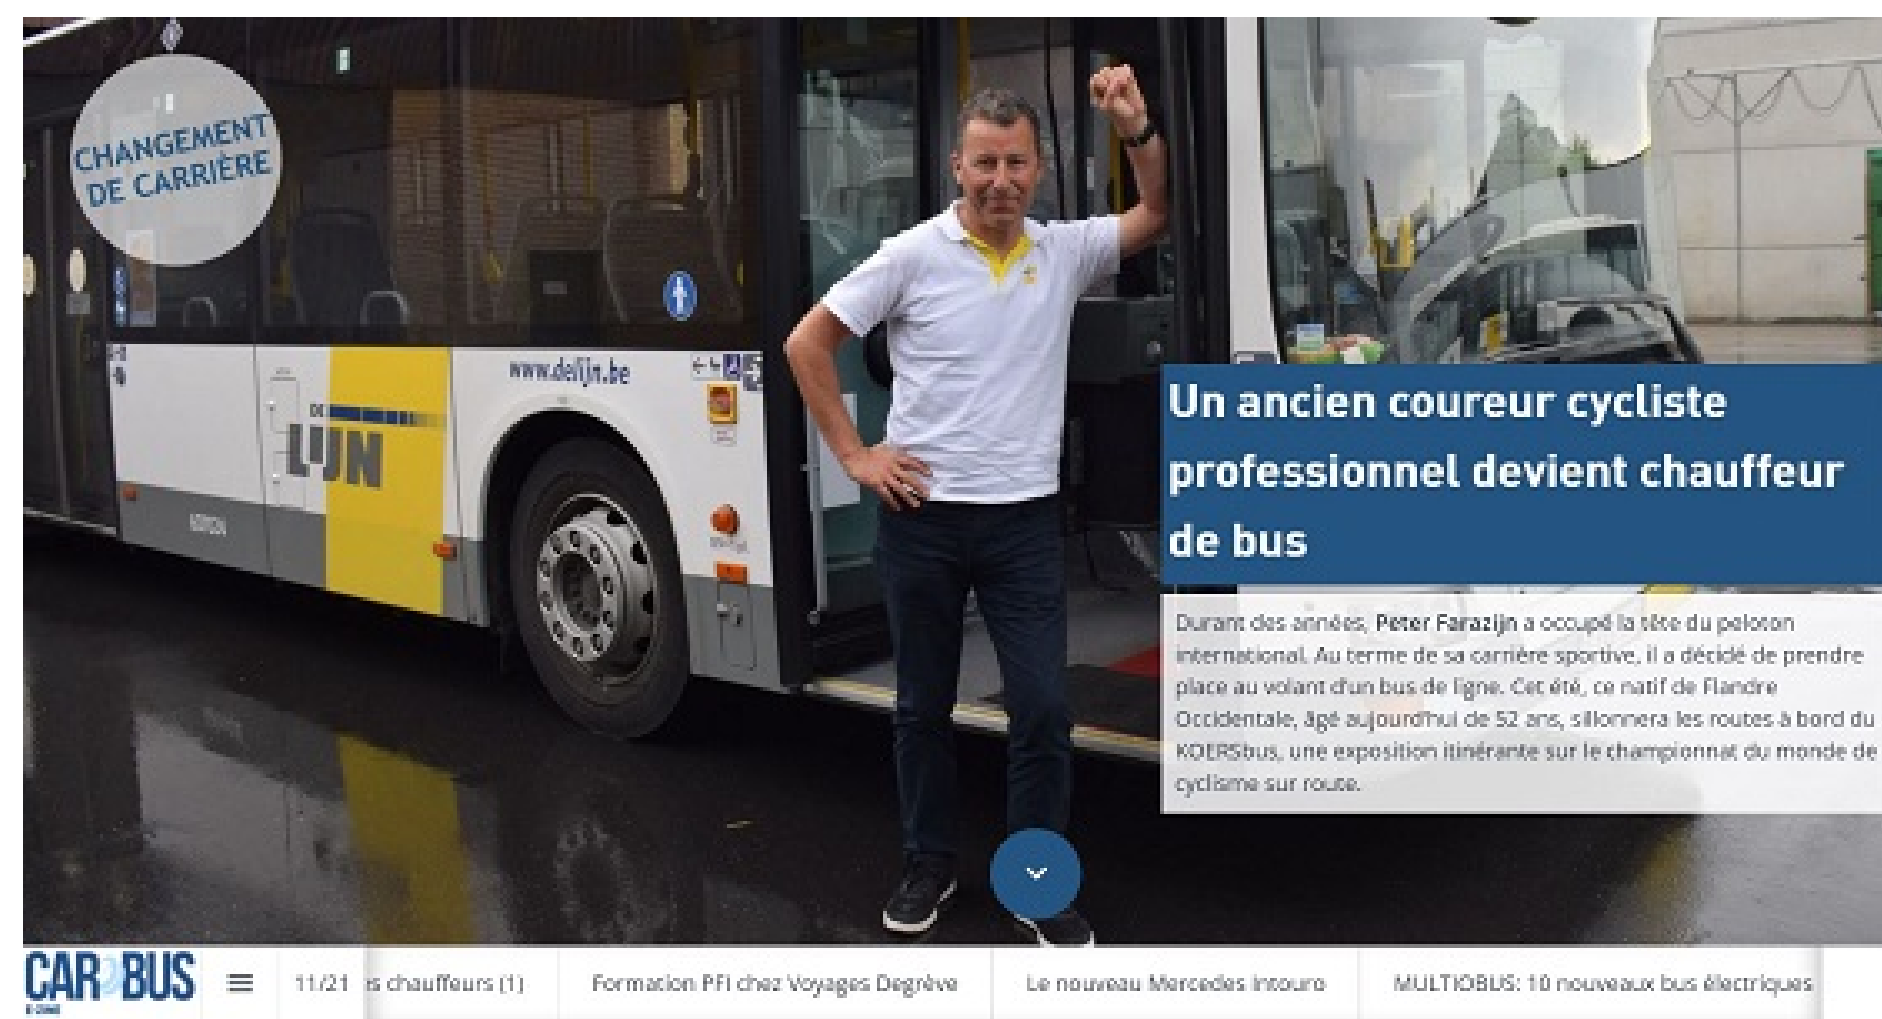 CHANGEMENT
DE CARRIÈRE
www.delijn.be
DE
LIJN
Un ancien coureur cycliste
professionnel devient chauffeur
de bus
Durant des années, Peter Farazijn a occupé la tête du peloton
international. Au terme de sa carrière sportive, il a décidé de prendre
place au volant d'un bus de ligne. Cet été, ce natif de Flandre
Occidentale, âgé aujourd'hui de 52 ans, sillonnera les routes à bord du
KOERSbus, une exposition itinérante sur le championnat du monde de
cyclisme sur route.
CAR BUS
11/21
s chauffeurs (1)
Formation PFI chez Voyages Degrève
Le nouveau Mercedes Intouro
MULTIOBUS: 10 nouveaux bus électriques